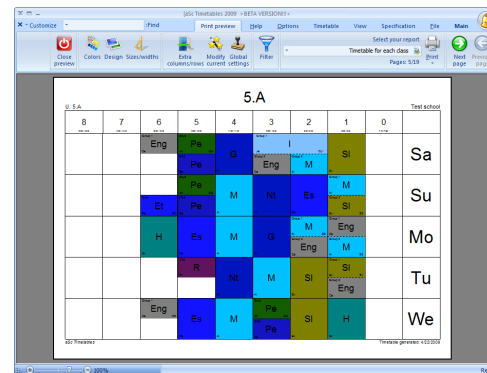 [aSc Timetables 2009 +BETA VERSION!!+
Customize :Find Print preview Help Options Timetable View Specification File Main
Close preview Colors Design Sizes/widths Extra columns/rows Modify current Global settings Filter
Select your report
Timetable for each class
Pages: 5/19
Print Next page Previous page
5.A
U. 5.A Test school
8 7 6 5 4 3 2 1 0
Eng Pe G I Sl Sa
Pe Eng M
Pe M Nt Es M Su
Et Pe Sl
H Es M G M Eng Mo
Eng M
R Nt M Sl Sl Tu
Eng
Eng Es M Pe Sl H We
Pe
aSc Timetables Timetable generated: 4/22/2009
100% Re